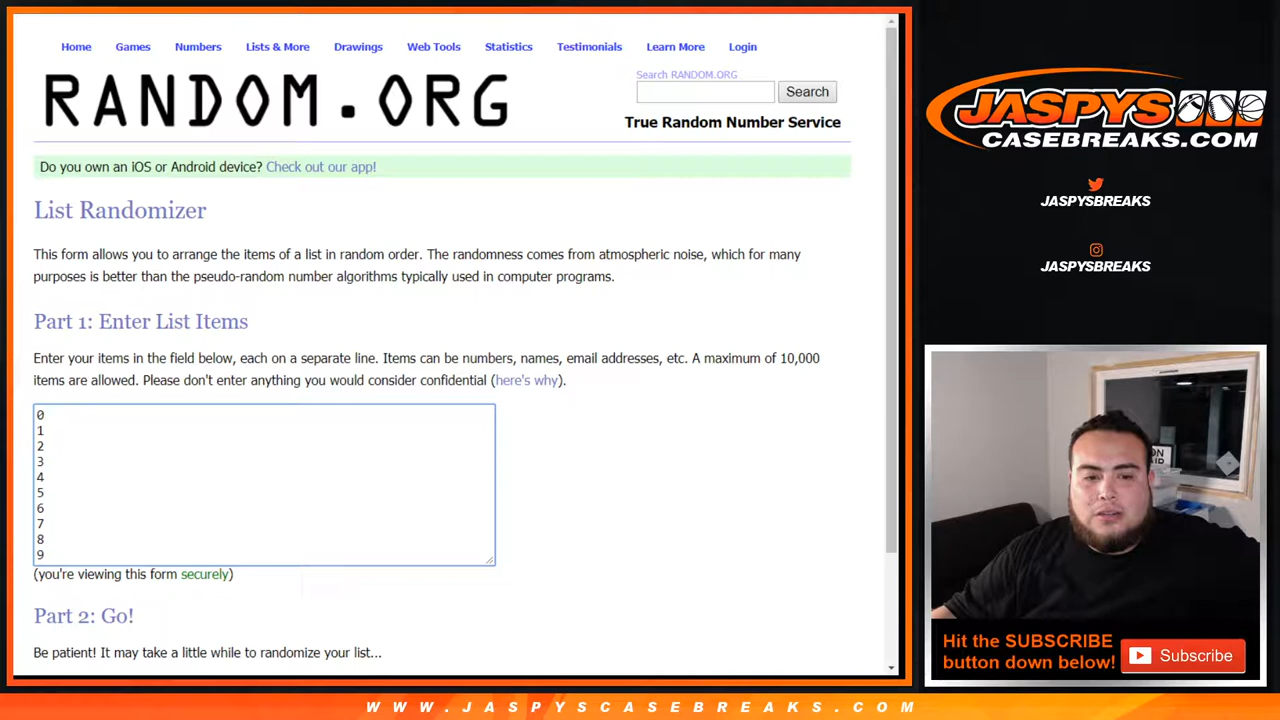 Home Games Numbers Lists & More Drawings Web Tools Statistics Testimonials Learn More Login
RANDOM.ORG
Search RANDOM.ORG
Search
True Random Number Service
Do you own an iOS or Android device? Check out our app!
List Randomizer
This form allows you to arrange the items of a list in random order. The randomness comes from atmospheric noise, which for many
purposes is better than the pseudo-random number algorithms typically used in computer programs.
Part 1: Enter List Items
Enter your items in the field below, each on a separate line. Items can be numbers, names, email addresses, etc. A maximum of 10,000
items are allowed. Please don't enter anything you would consider confidential (here's why).
0
1
2
3
4
5
6
7
8
9
(you're viewing this form securely)
Part 2: Go!
Be patient! It may take a little while to randomize your list...
JASPYS
CASEBREAKS.COM
JASPYSBREAKS
JASPYSBREAKS
ON
Hit the SUBSCRIBE
button down below!
Subscribe
WWW.JASPYSCASEBREAKS.COM